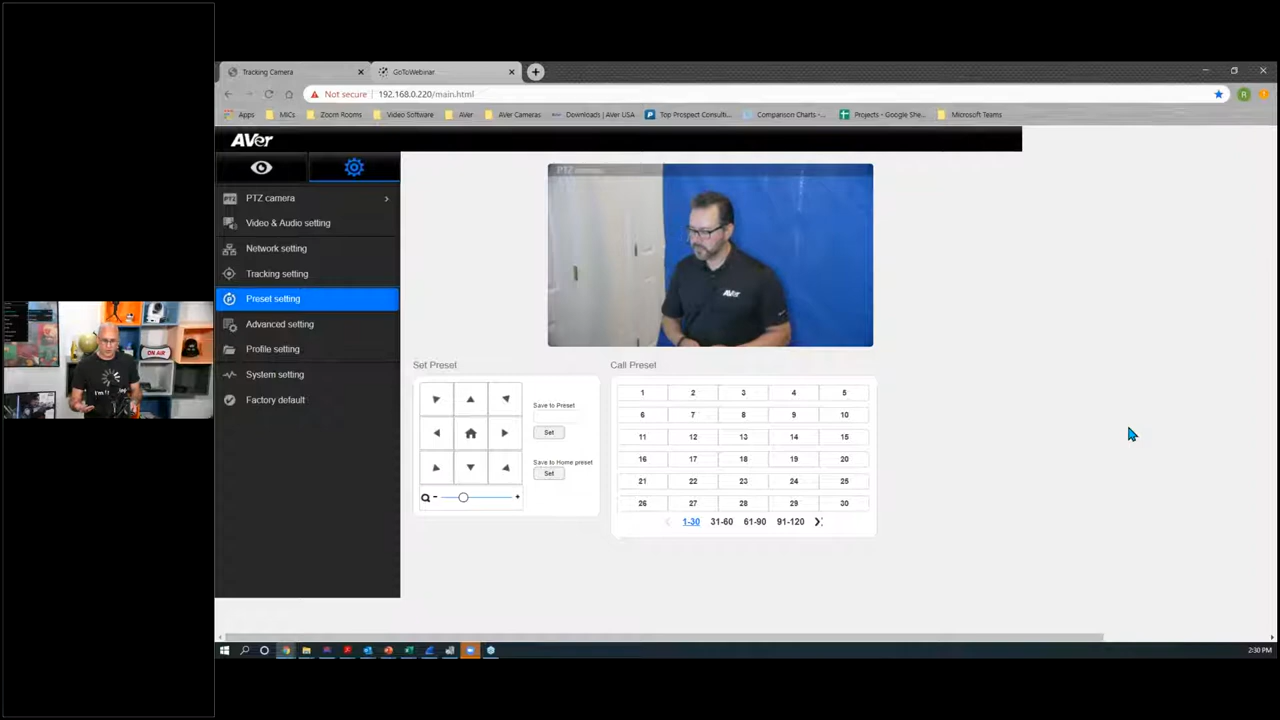 Tracking Camera
GoToWebinar
Not secure
192.168.0.220/main.html
R
Apps
MICs
Zoom Rooms
Video Software
AVer
AVer Cameras
Downloads | AVer USA
Top Prospect Consulti...
Comparison Charts -...
Projects - Google She...
Microsoft Teams
AVer
PTZ camera
Video & Audio setting
Network setting
Tracking setting
Preset setting
Advanced setting
Profile setting
System setting
Factory default
PTZ
AVer
ON AIR
Set Preset
Save to Preset
Set
Save to Home preset
Set
Call Preset
1 2 3 4 5
6 7 8 9 10
11 12 13 14 15
16 17 18 19 20
21 22 23 24 25
26 27 28 29 30
1-30 31-60 61-90 91-120
2:30 PM